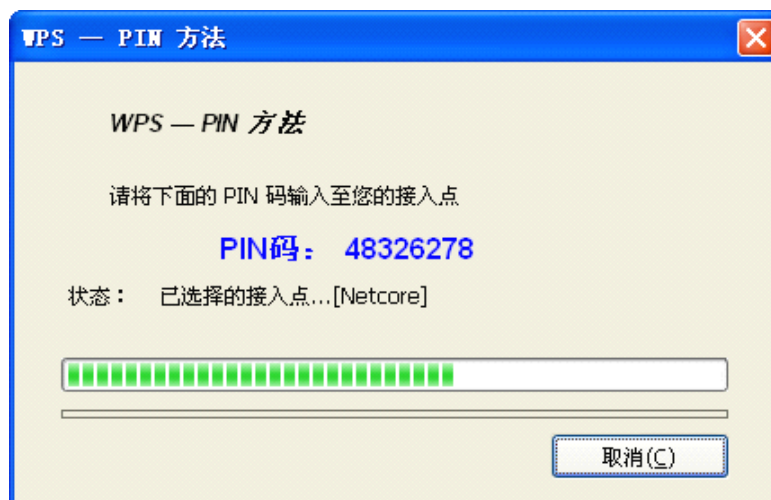 WPS — PIN 方法
WPS — PIN 方法
请将下面的 PIN 码输入至您的接入点
PIN码： 48326278
状态： 已选择的接入点...[Netcore]
取消(C)